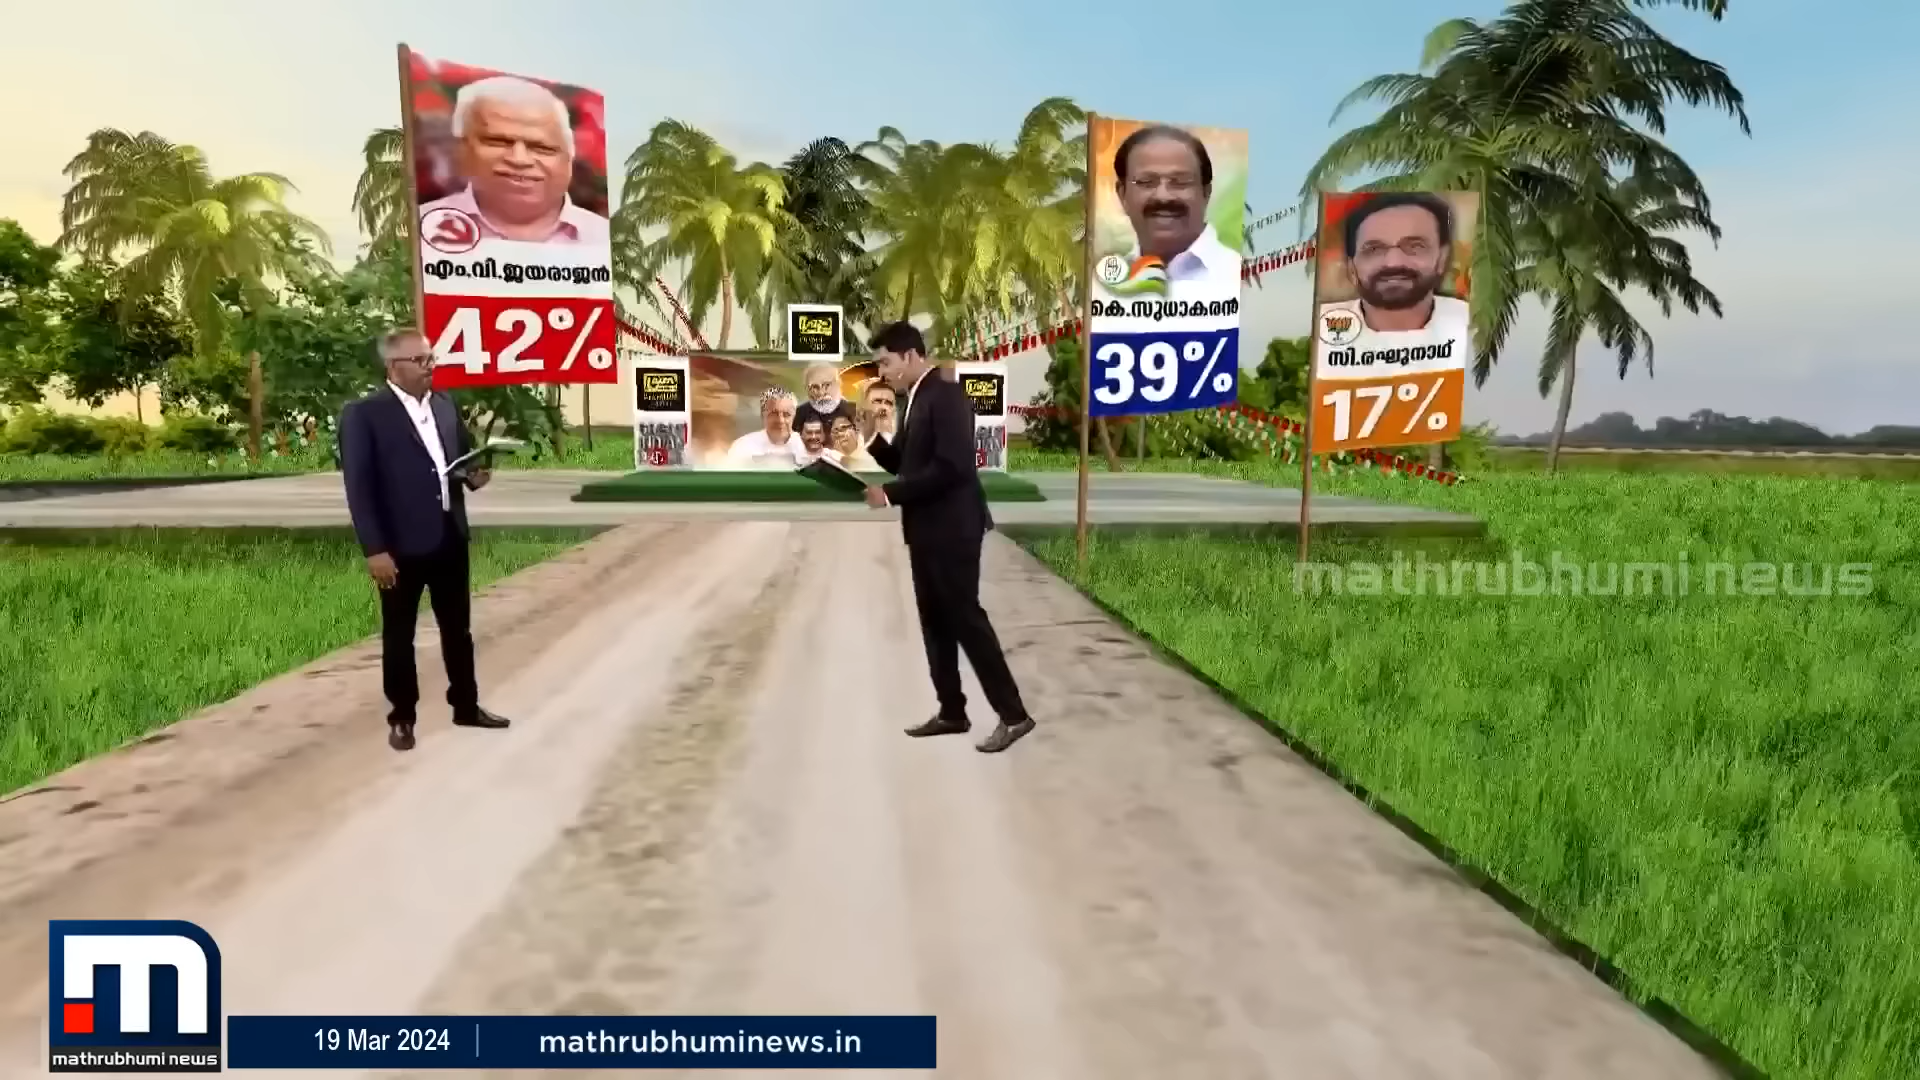 എം.വി.ജയരാജൻ
42%
കെ.സുധാകരൻ
39%
സി.രഘുനാഥ്
17%
mathrubhumi news
mathrubhumi news
19 Mar 2024
mathrubhuminews.in